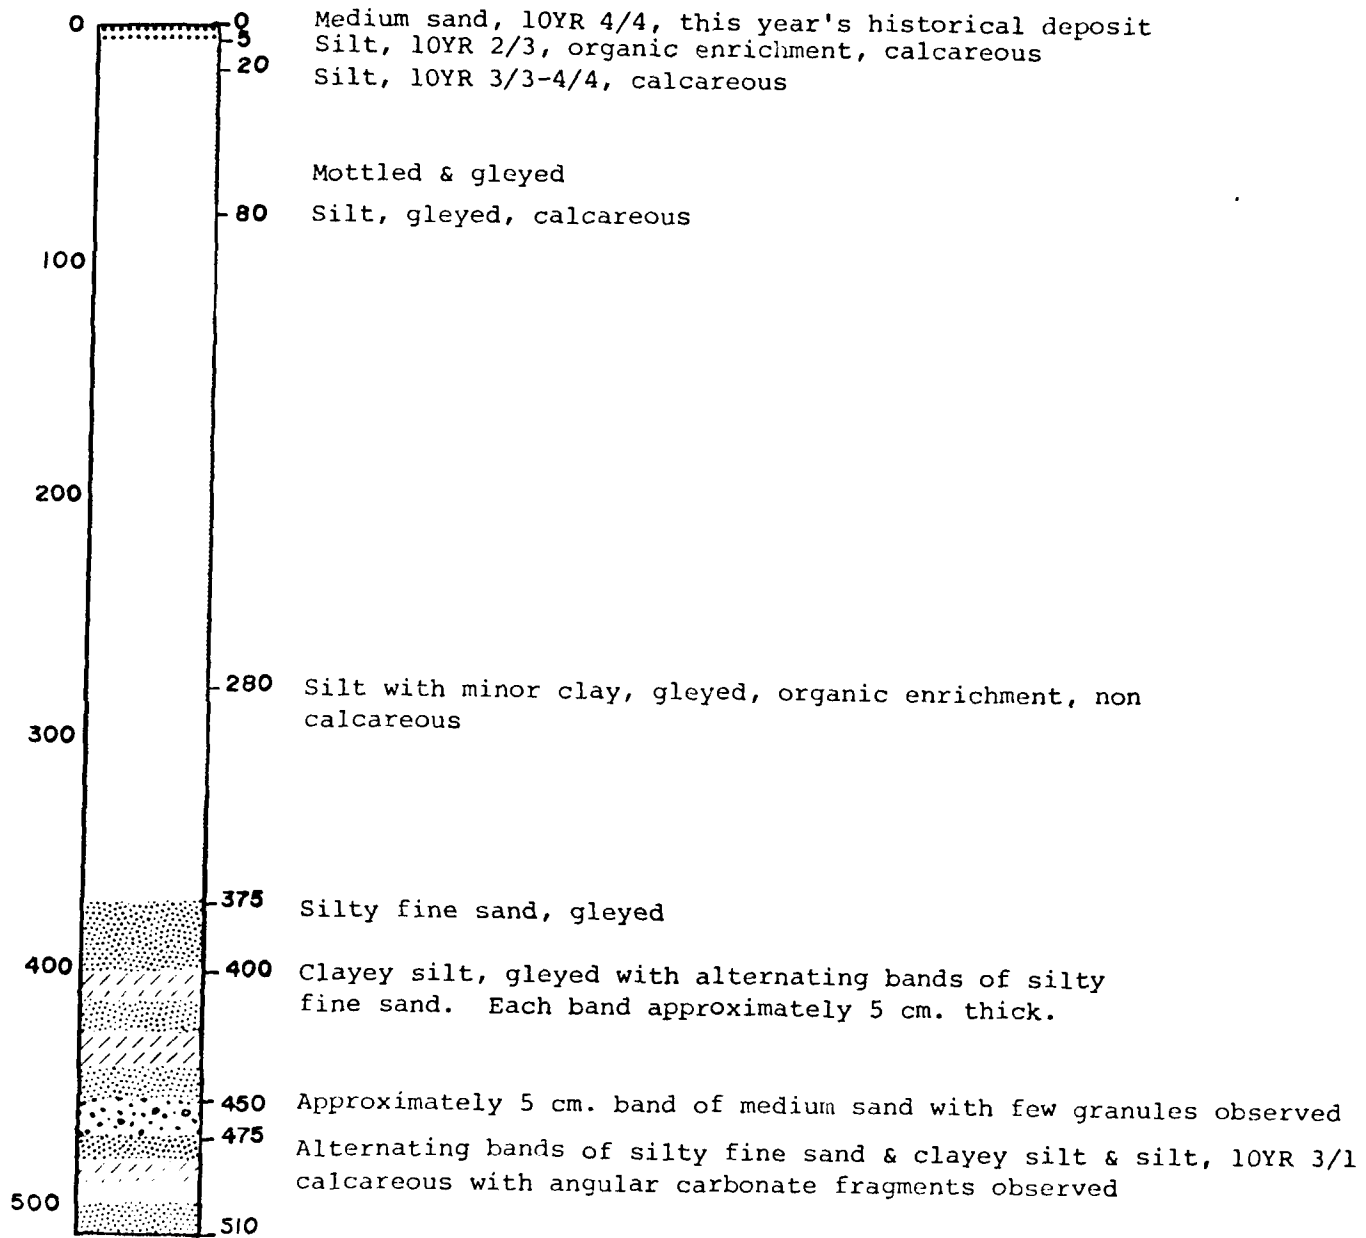 0
0 Medium sand, 10YR 4/4, this year's historical deposit
5 Silt, 10YR 2/3, organic enrichment, calcareous
20 Silt, 10YR 3/3-4/4, calcareous
Mottled & gleyed
80 Silt, gleyed, calcareous
100
200
280 Silt with minor clay, gleyed, organic enrichment, non
calcareous
300
375 Silty fine sand, gleyed
400
400 Clayey silt, gleyed with alternating bands of silty
fine sand. Each band approximately 5 cm. thick.
450 Approximately 5 cm. band of medium sand with few granules observed
475 Alternating bands of silty fine sand & clayey silt & silt, 10YR 3/1
calcareous with angular carbonate fragments observed
500
510